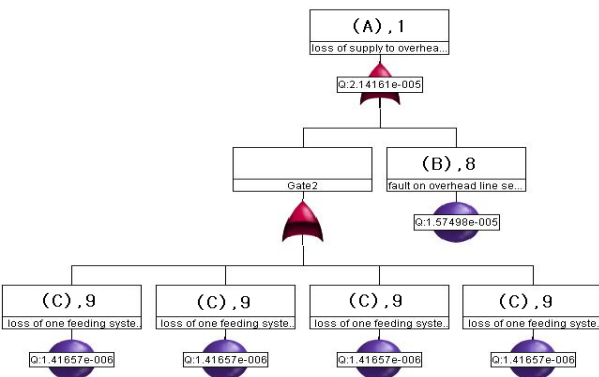 (A),1
loss of supply to overhea...
Q:2.14161e-005
Gate2
(B),8
fault on overhead line se...
Q:1.57498e-005
(C),9
loss of one feeding syste..
Q:1.41657e-006
(C),9
loss of one feeding syste..
Q:1.41657e-006
(C),9
loss of one feeding syste..
Q:1.41657e-006
(C),9
loss of one feeding syste..
Q:1.41657e-006